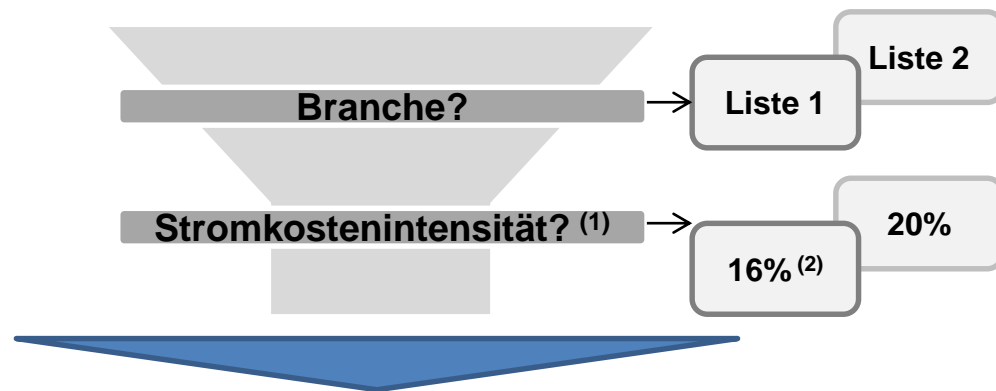 Liste 2
Branche?
Liste 1
Stromkostenintensität? (1)
20%
16% (2)